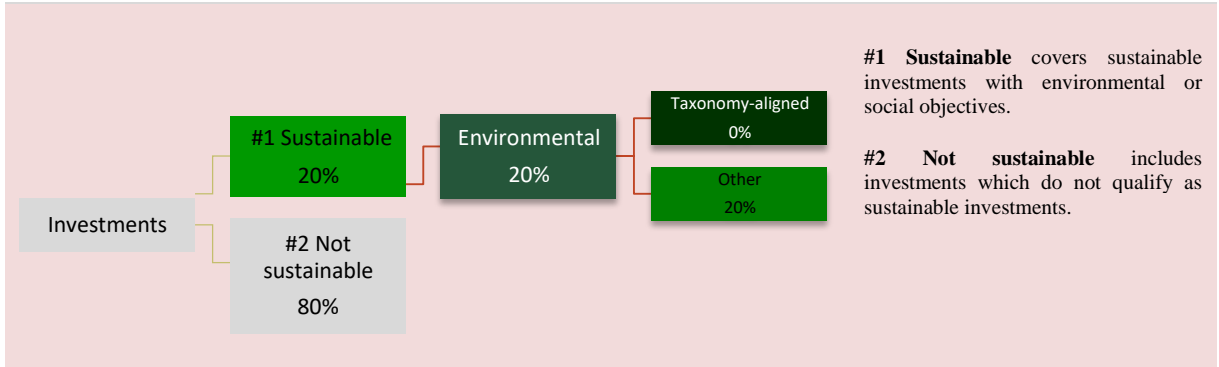 Investments
#1 Sustainable
20%
#2 Not
sustainable
80%
Environmental
20%
Taxonomy-aligned
0%
Other
20%
#1 Sustainable covers sustainable
investments with environmental or
social objectives.
#2 Not sustainable includes
investments which do not qualify as
sustainable investments.